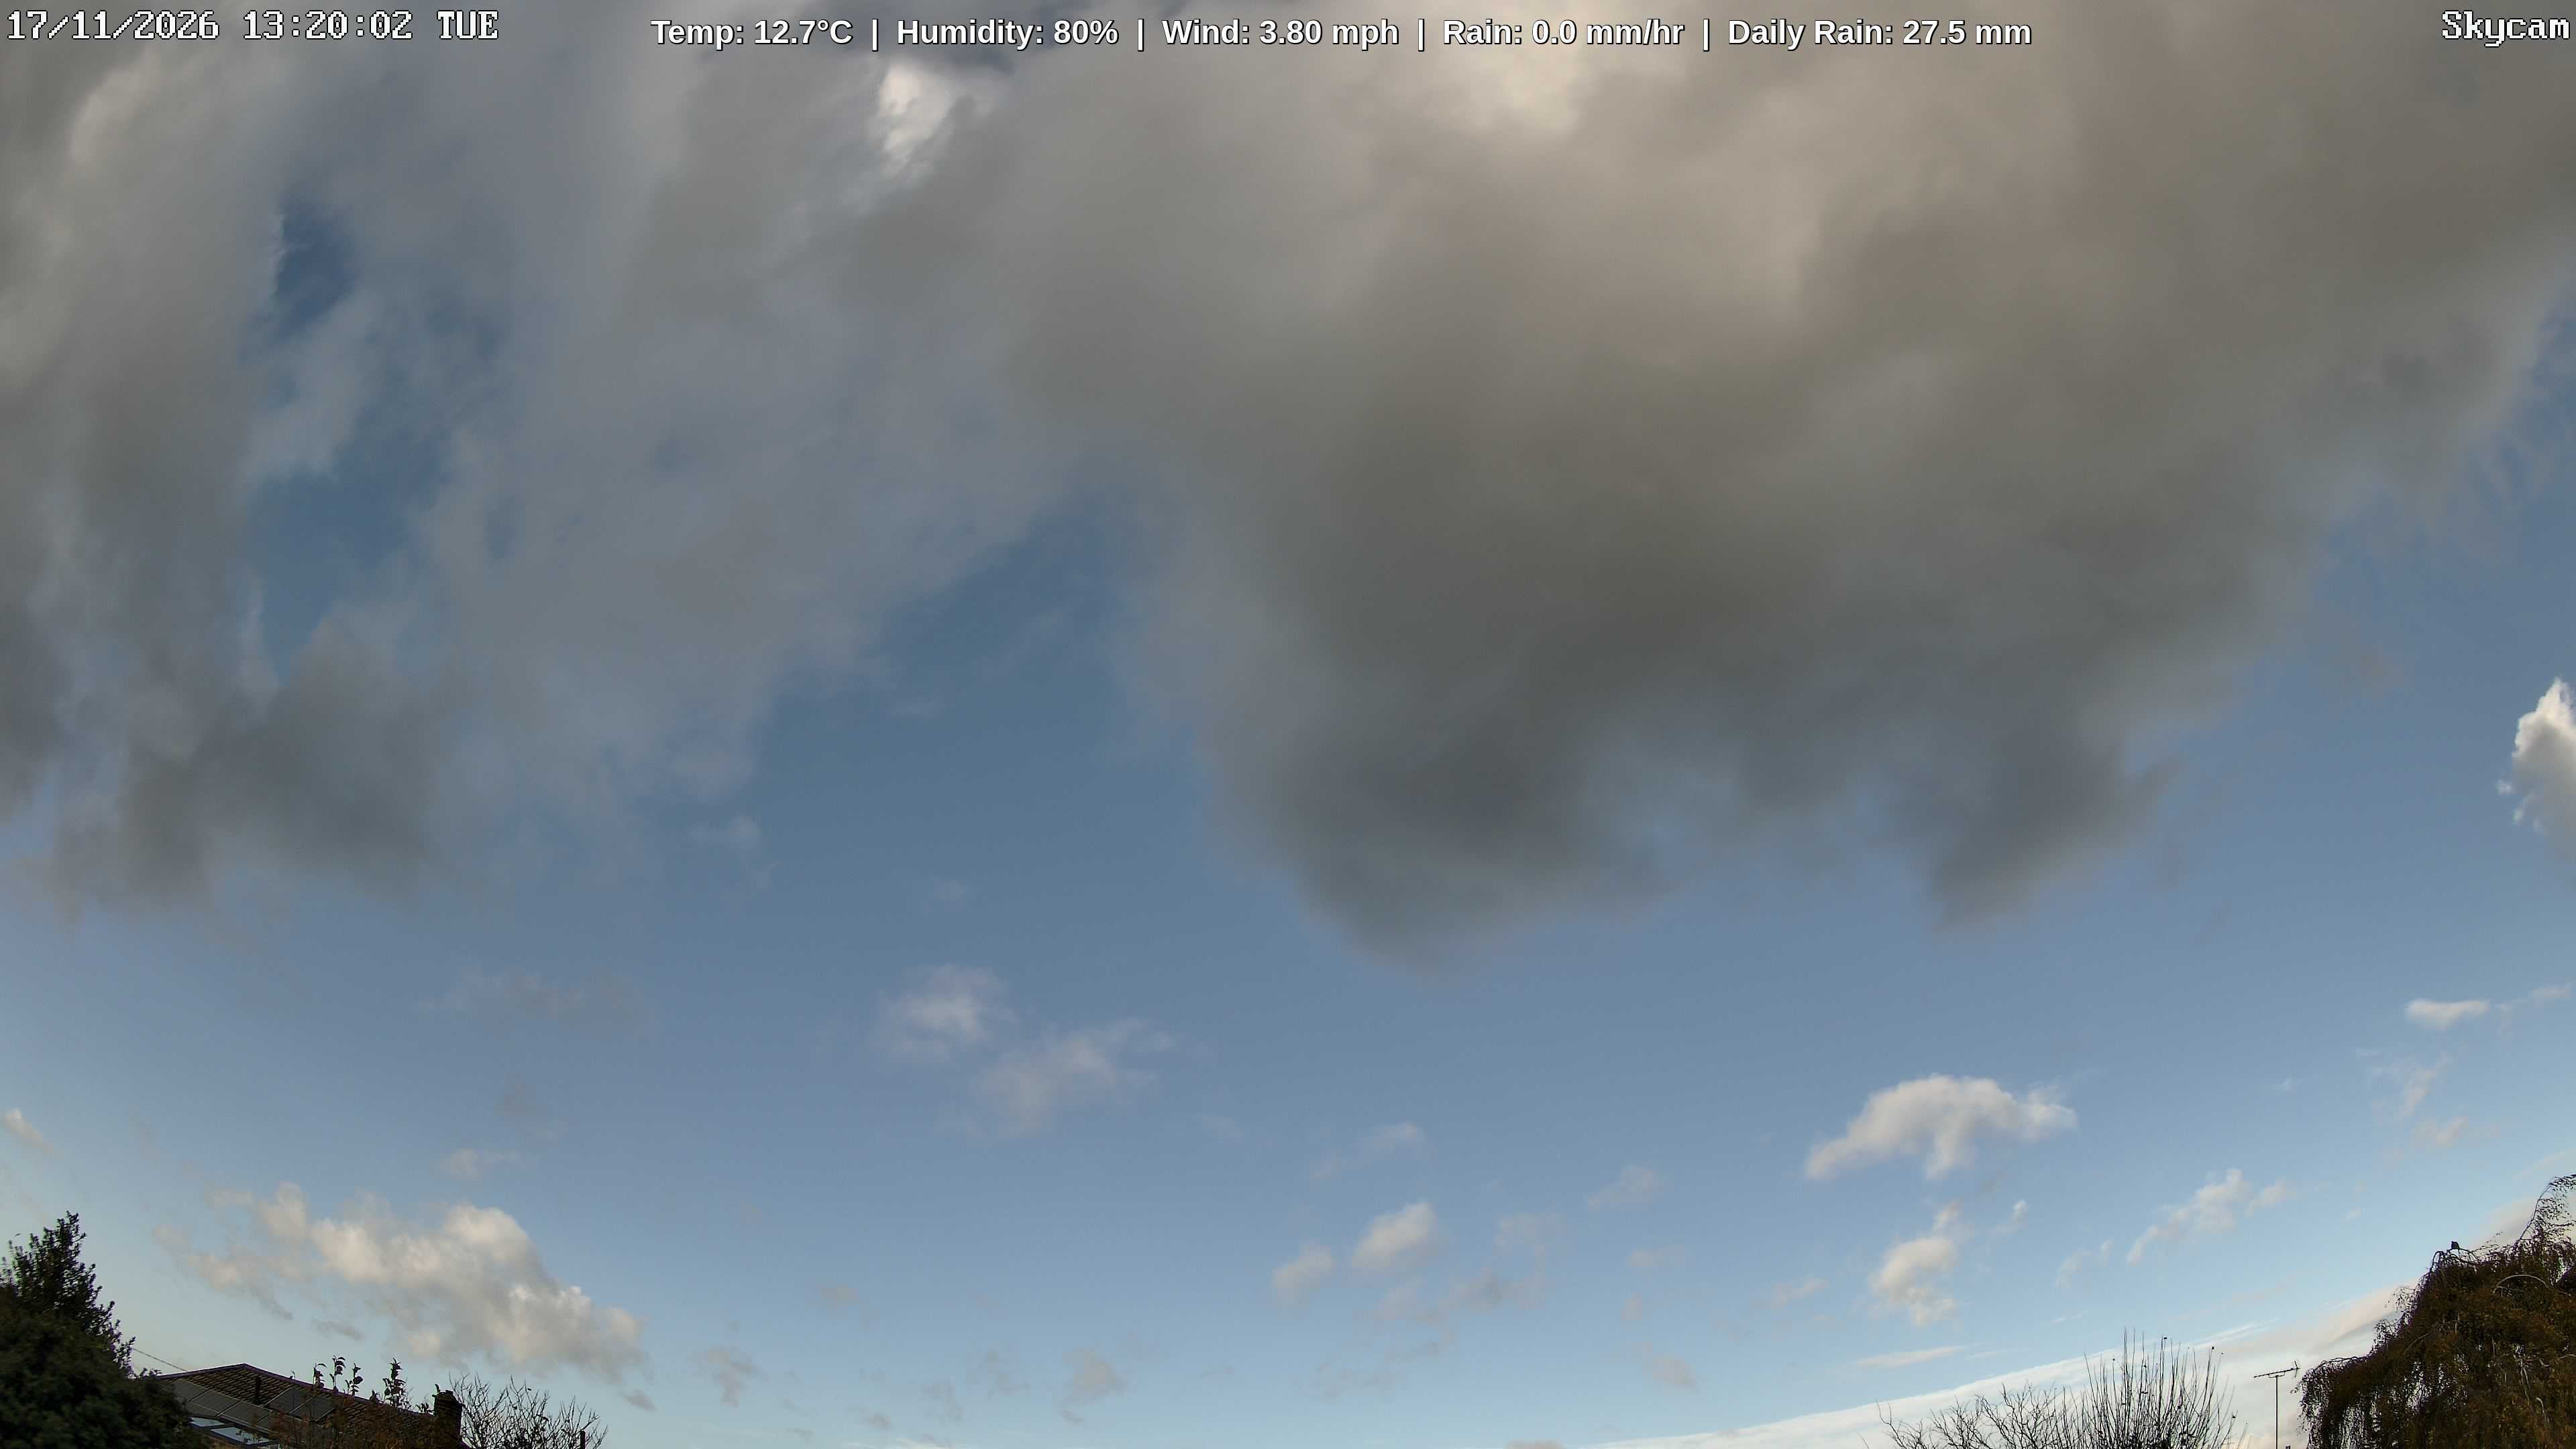 17/11/2026 13:20:02 TUE
Temp: 12.7°C | Humidity: 80% | Wind: 3.80 mph | Rain: 0.0 mm/hr | Daily Rain: 27.5 mm
Skycam